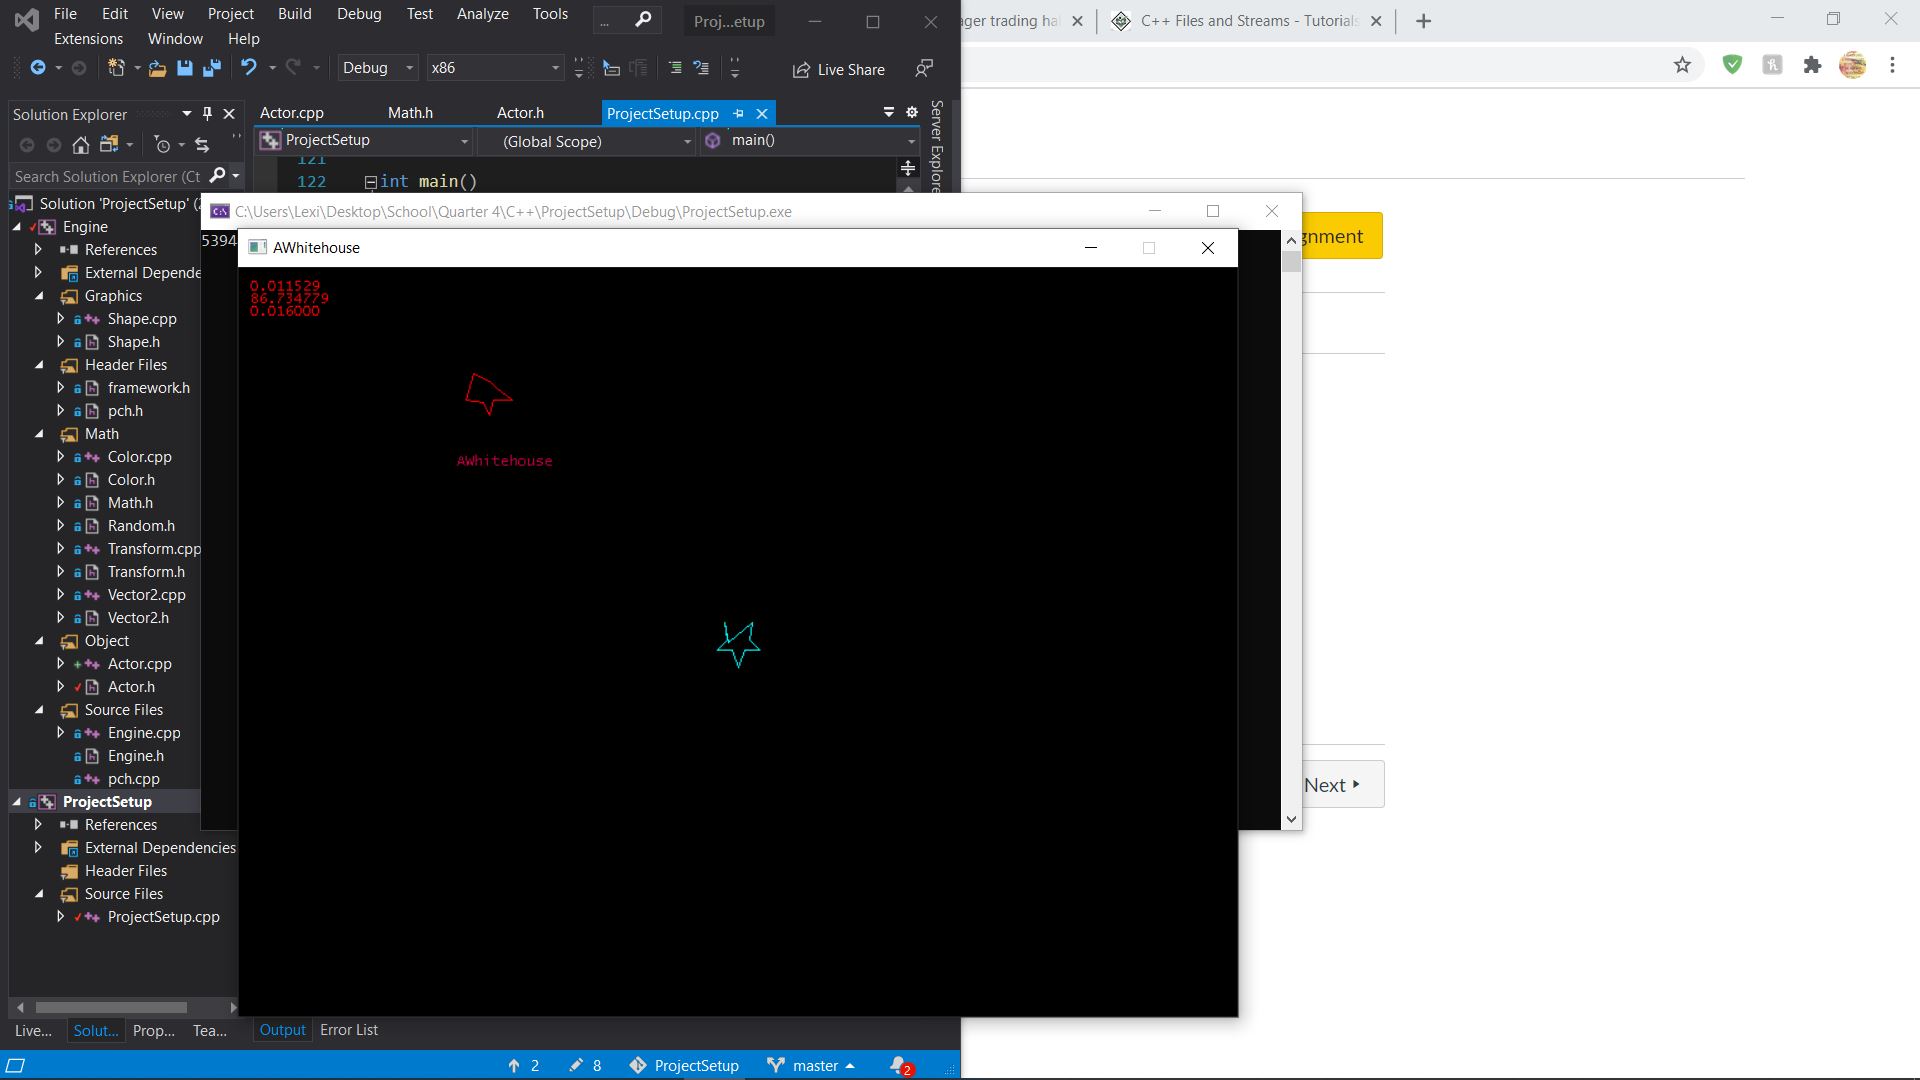 File Edit View Project Build Debug Test Analyze Tools ... Proj...etup
Extensions Window Help
Debug x86 Live Share
Solution Explorer
Search Solution Explorer (Ct
Solution 'ProjectSetup' (
Engine
References
External Depende
Graphics
Shape.cpp
Shape.h
Header Files
framework.h
pch.h
Math
Color.cpp
Color.h
Math.h
Random.h
Transform.cpp
Transform.h
Vector2.cpp
Vector2.h
Object
Actor.cpp
Actor.h
Source Files
Engine.cpp
Engine.h
pch.cpp
ProjectSetup
References
External Dependencies
Header Files
Source Files
ProjectSetup.cpp
Live... Solut... Prop... Tea...
Actor.cpp Math.h Actor.h ProjectSetup.cpp
ProjectSetup (Global Scope) main()
121
122 int main()
Server Explore
C:\Users\Lexi\Desktop\School\Quarter 4\C++\ProjectSetup\Debug\ProjectSetup.exe
5394
AWhitehouse
0.011529
86.734779
0.016000
AWhitehouse
Output Error List
2 8 ProjectSetup master 2
ager trading ha C++ Files and Streams - Tutorials
gnment
Next